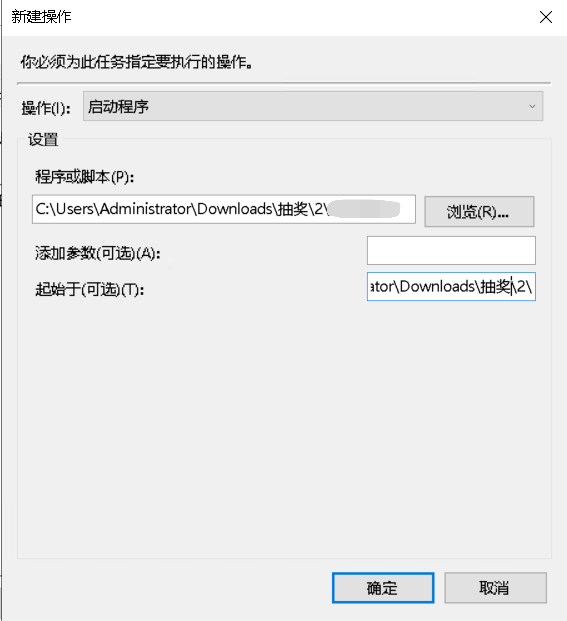 新建操作
你必须为此任务指定要执行的操作。
操作(I): 启动程序
设置
程序或脚本(P):
C:\Users\Administrator\Downloads\抽奖\2\
浏览(R)...
添加参数(可选)(A):
起始于(可选)(T): ator\Downloads\抽奖\2\
确定 取消